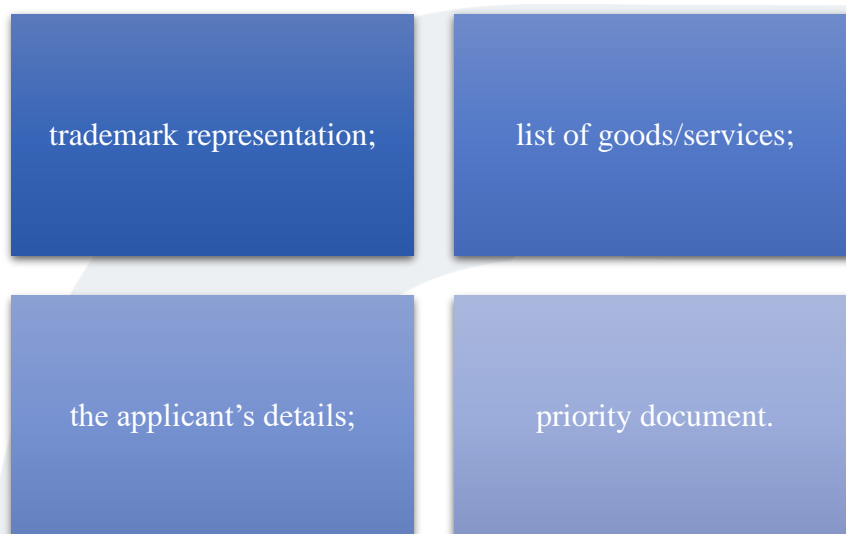 trademark representation;
list of goods/services;
the applicant’s details;
priority document.